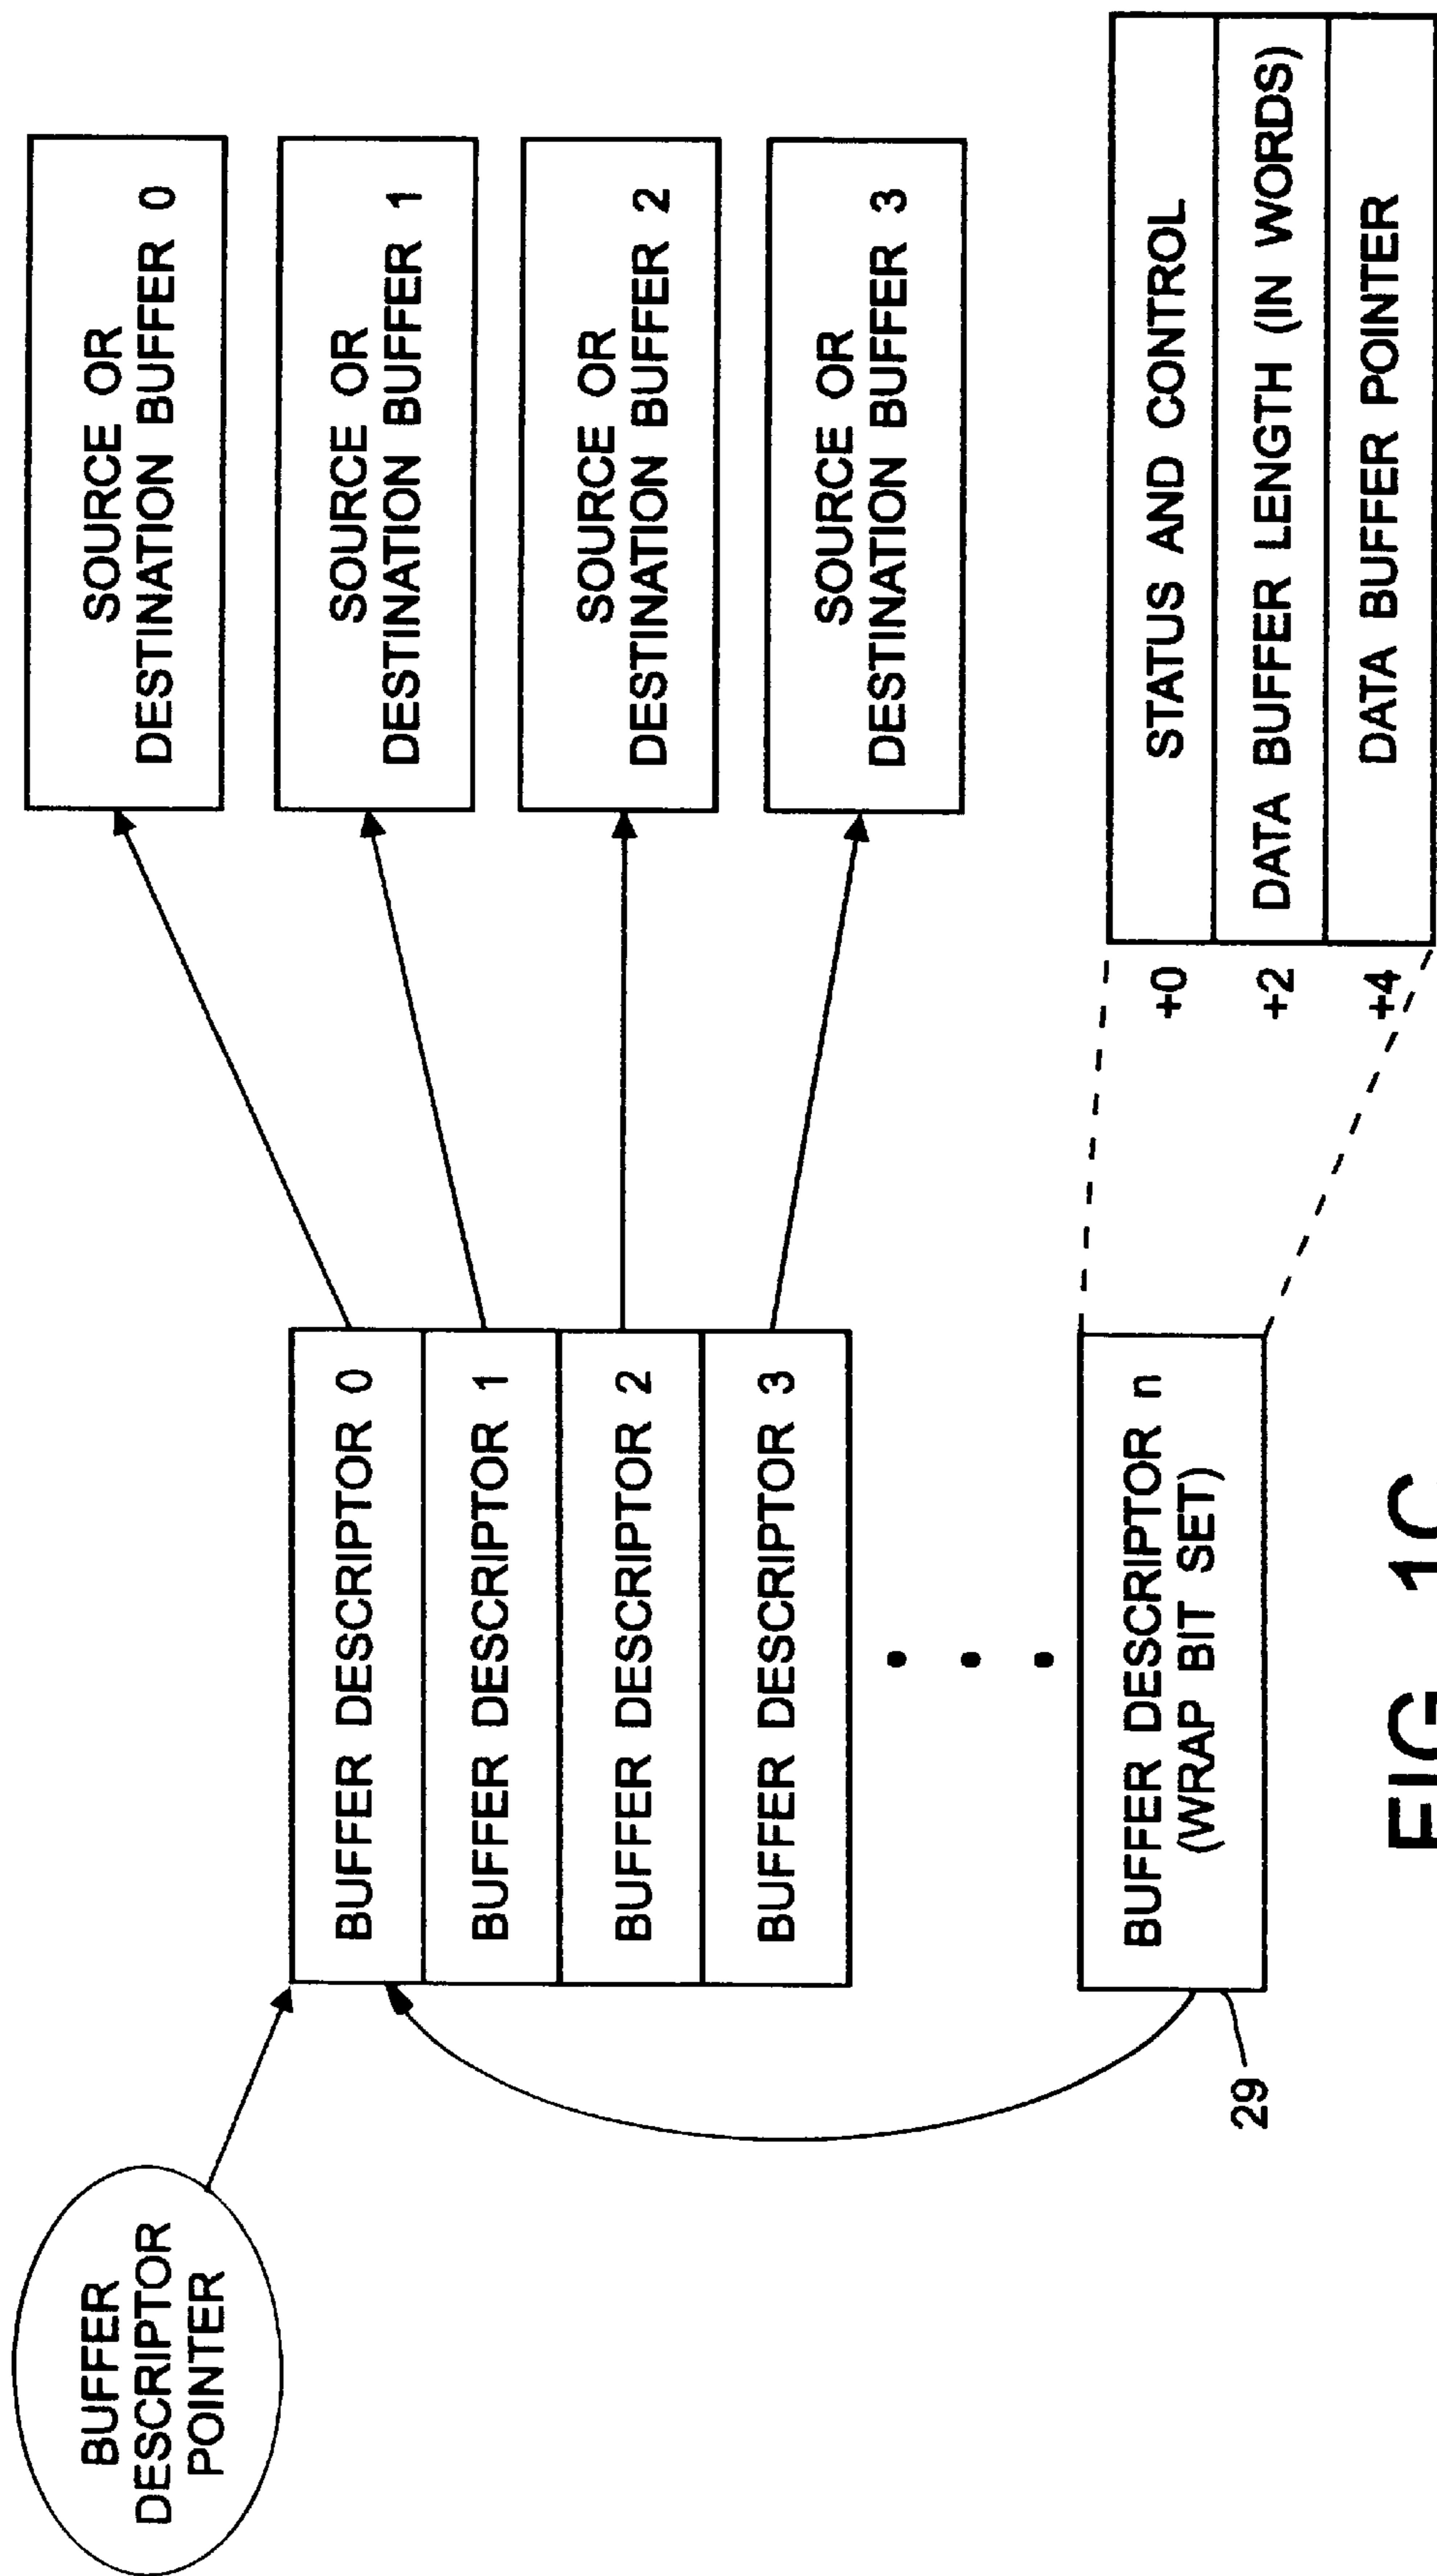 BUFFER
DESCRIPTOR
POINTER
BUFFER DESCRIPTOR 0
BUFFER DESCRIPTOR 1
BUFFER DESCRIPTOR 2
BUFFER DESCRIPTOR 3
SOURCE OR
DESTINATION BUFFER 0
SOURCE OR
DESTINATION BUFFER 1
SOURCE OR
DESTINATION BUFFER 2
SOURCE OR
DESTINATION BUFFER 3
29
BUFFER DESCRIPTOR n
(WRAP BIT SET)
+0 STATUS AND CONTROL
+2 DATA BUFFER LENGTH (IN WORDS)
+4 DATA BUFFER POINTER
FIG. 1C